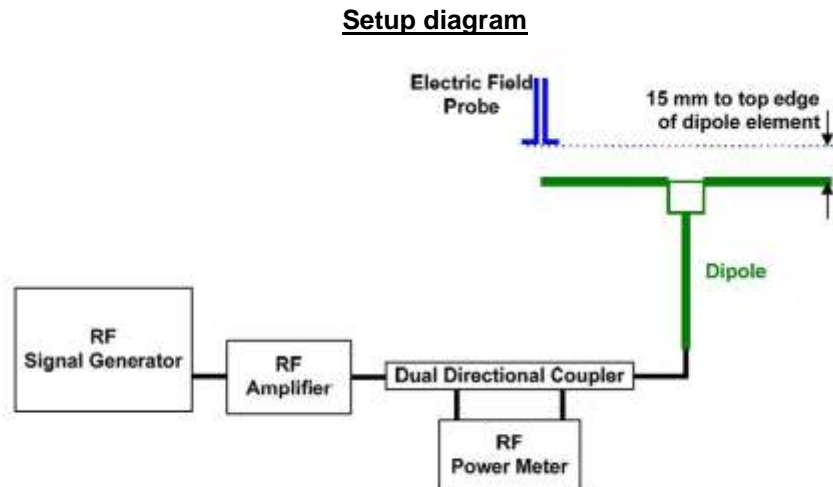 Setup diagram
Electric Field
Probe
15 mm to top edge
of dipole element
Dipole
RF
Signal Generator
RF
Amplifier
Dual Directional Coupler
RF
Power Meter